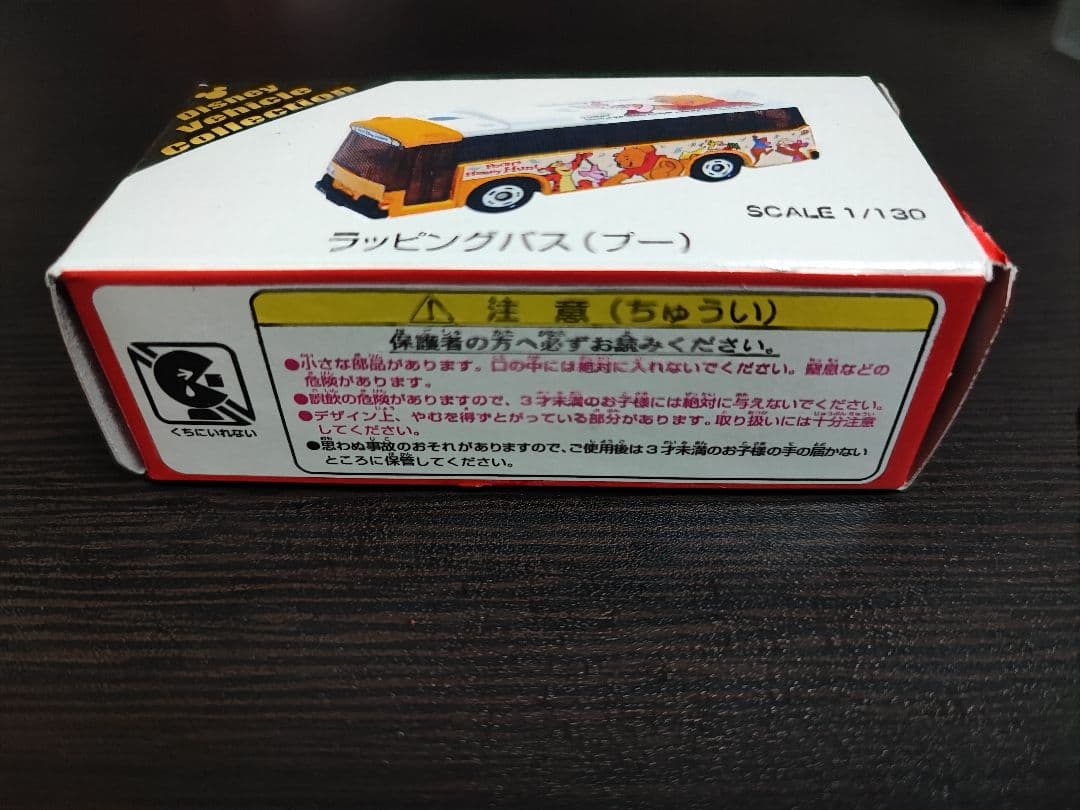 Disney
Vehicle
Collection
Pooh's
Honey Hunt
SCALE 1/130
ラッピングバス（プー）
注 意（ちゅうい）
保護者の方へ必ずお読みください。
●小さな部品があります。口の中には絶対に入れないでください。窒息などの
危険があります。
●誤飲の危険がありますので、3才未満のお子様には絶対に与えないでください。
●デザイン上、やむを得ずとがっている部分があります。取り扱いには十分注意
してください。
●思わぬ事故のおそれがありますので、ご使用後は3才未満のお子様の手の届かない
ところに保管してください。
くちにいれない